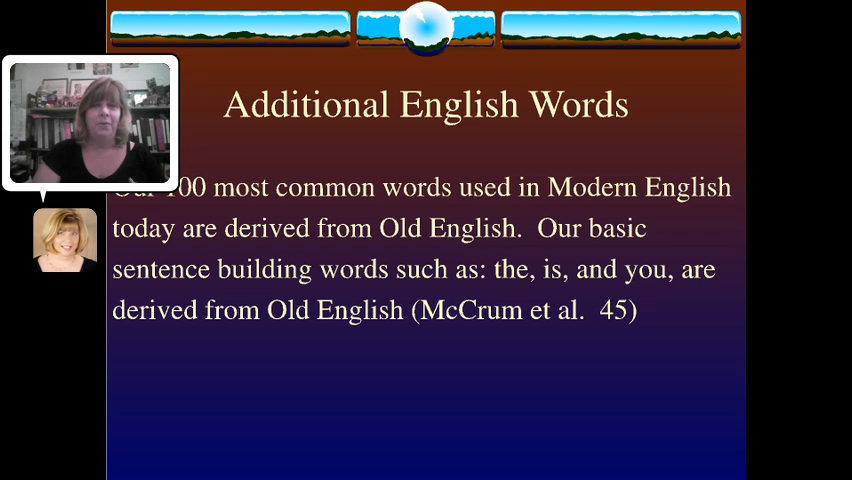 Additional English Words
100 most common words used in Modern English
today are derived from Old English.  Our basic
sentence building words such as: the, is, and you, are
derived from Old English (McCrum et al.  45)